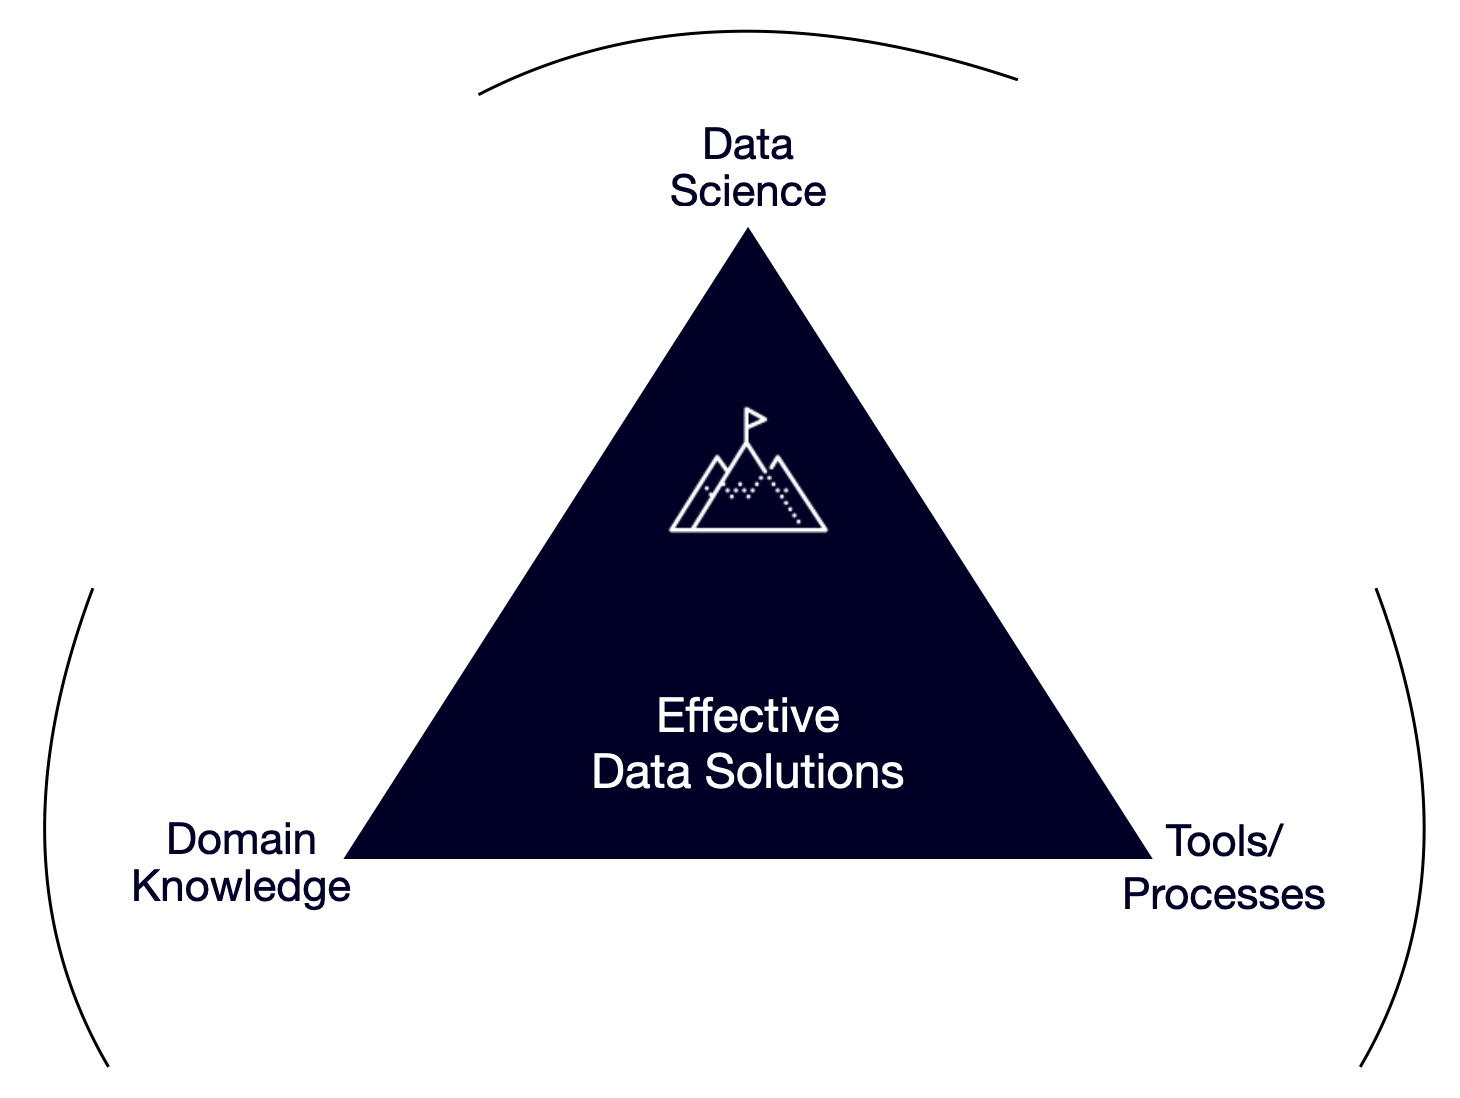 Data
Science
Effective
Data Solutions
Domain
Knowledge
Tools/
Processes